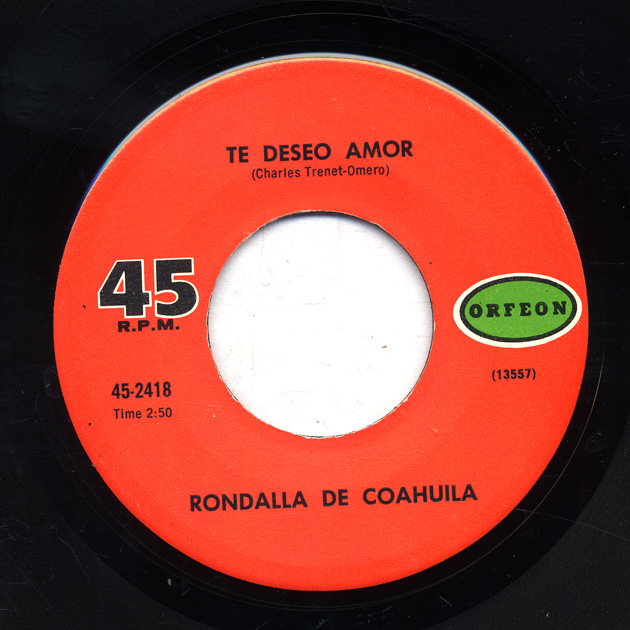 TE DESEO AMOR
(Charles Trenet-Omero)
45
R.P.M.
ORFEON
45-2418
Time 2:50
(13557)
RONDALLA DE COAHUILA